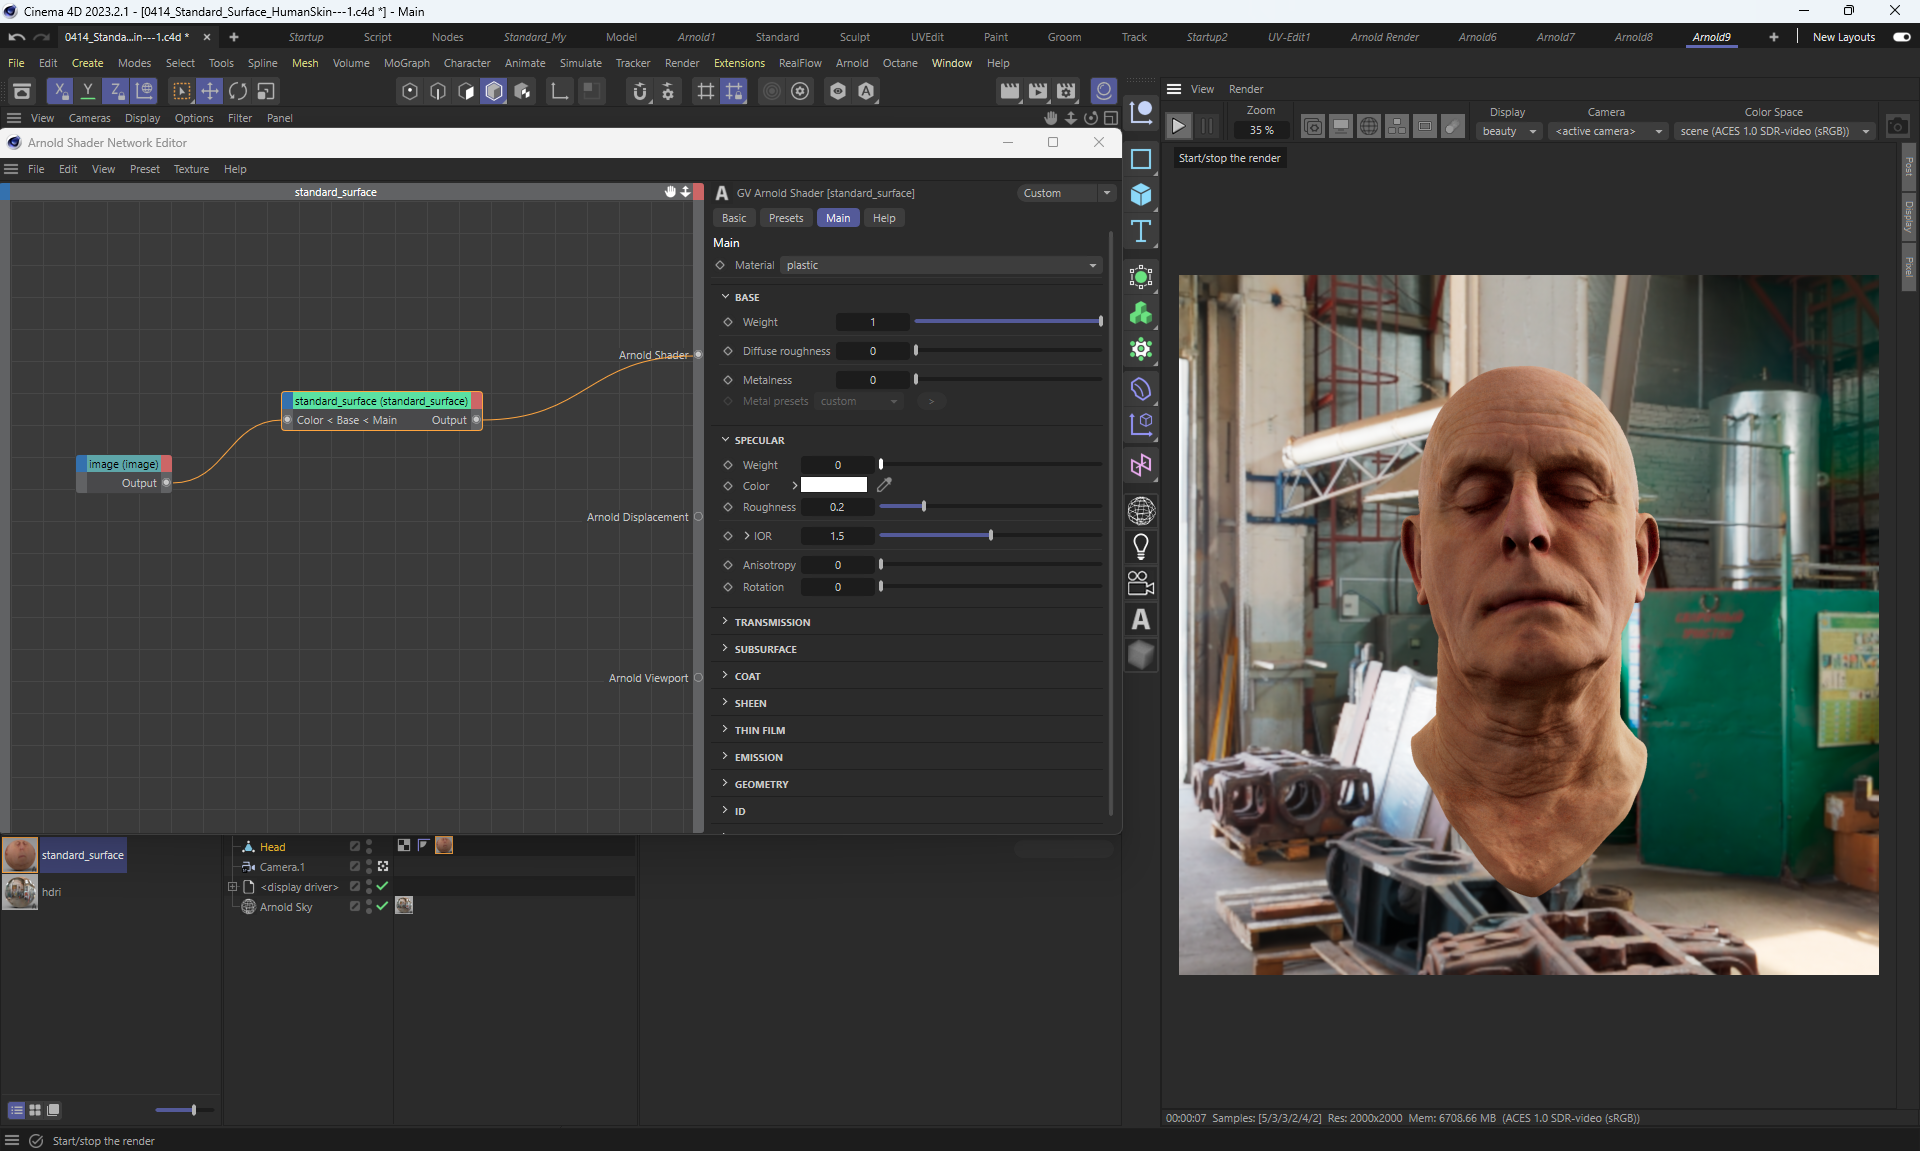 Cinema 4D 2023.2.1 - [0414_Standard_Surface_HumanSkin---1.c4d *] - Main
0414_Standa...in---1.c4d * Startup Script Nodes Standard_My Model Arnold1 Standard Sculpt UVEdit Paint Groom Track Startup2 UV-Edit1 Arnold Render Arnold6 Arnold7 Arnold8 Arnold9 New Layouts
File Edit Create Modes Select Tools Spline Mesh Volume MoGraph Character Animate Simulate Tracker Render Extensions RealFlow Arnold Octane Window Help
X Y Z
View Cameras Display Options Filter Panel
Arnold Shader Network Editor
File Edit View Preset Texture Help
standard_surface
Arnold Shader
standard_surface (standard_surface)
Color < Base < Main Output
image (image)
Output
Arnold Displacement
Arnold Viewport
A GV Arnold Shader [standard_surface] Custom
Basic Presets Main Help
Main
Material plastic
BASE
Weight 1
Diffuse roughness 0
Metalness 0
Metal presets custom >
SPECULAR
Weight 0
Color
Roughness 0.2
IOR 1.5
Anisotropy 0
Rotation 0
TRANSMISSION
SUBSURFACE
COAT
SHEEN
THIN FILM
EMISSION
GEOMETRY
ID
standard_surface
hdri
Head
Camera.1
<display driver>
Arnold Sky
Start/stop the render
T
A
View Render
Zoom Display Camera Color Space
35 % beauty <active camera> scene (ACES 1.0 SDR-video (sRGB))
Start/stop the render
Post
Display
Pixel
00:00:07 Samples: [5/3/3/2/4/2] Res: 2000x2000 Mem: 6708.66 MB (ACES 1.0 SDR-video (sRGB))